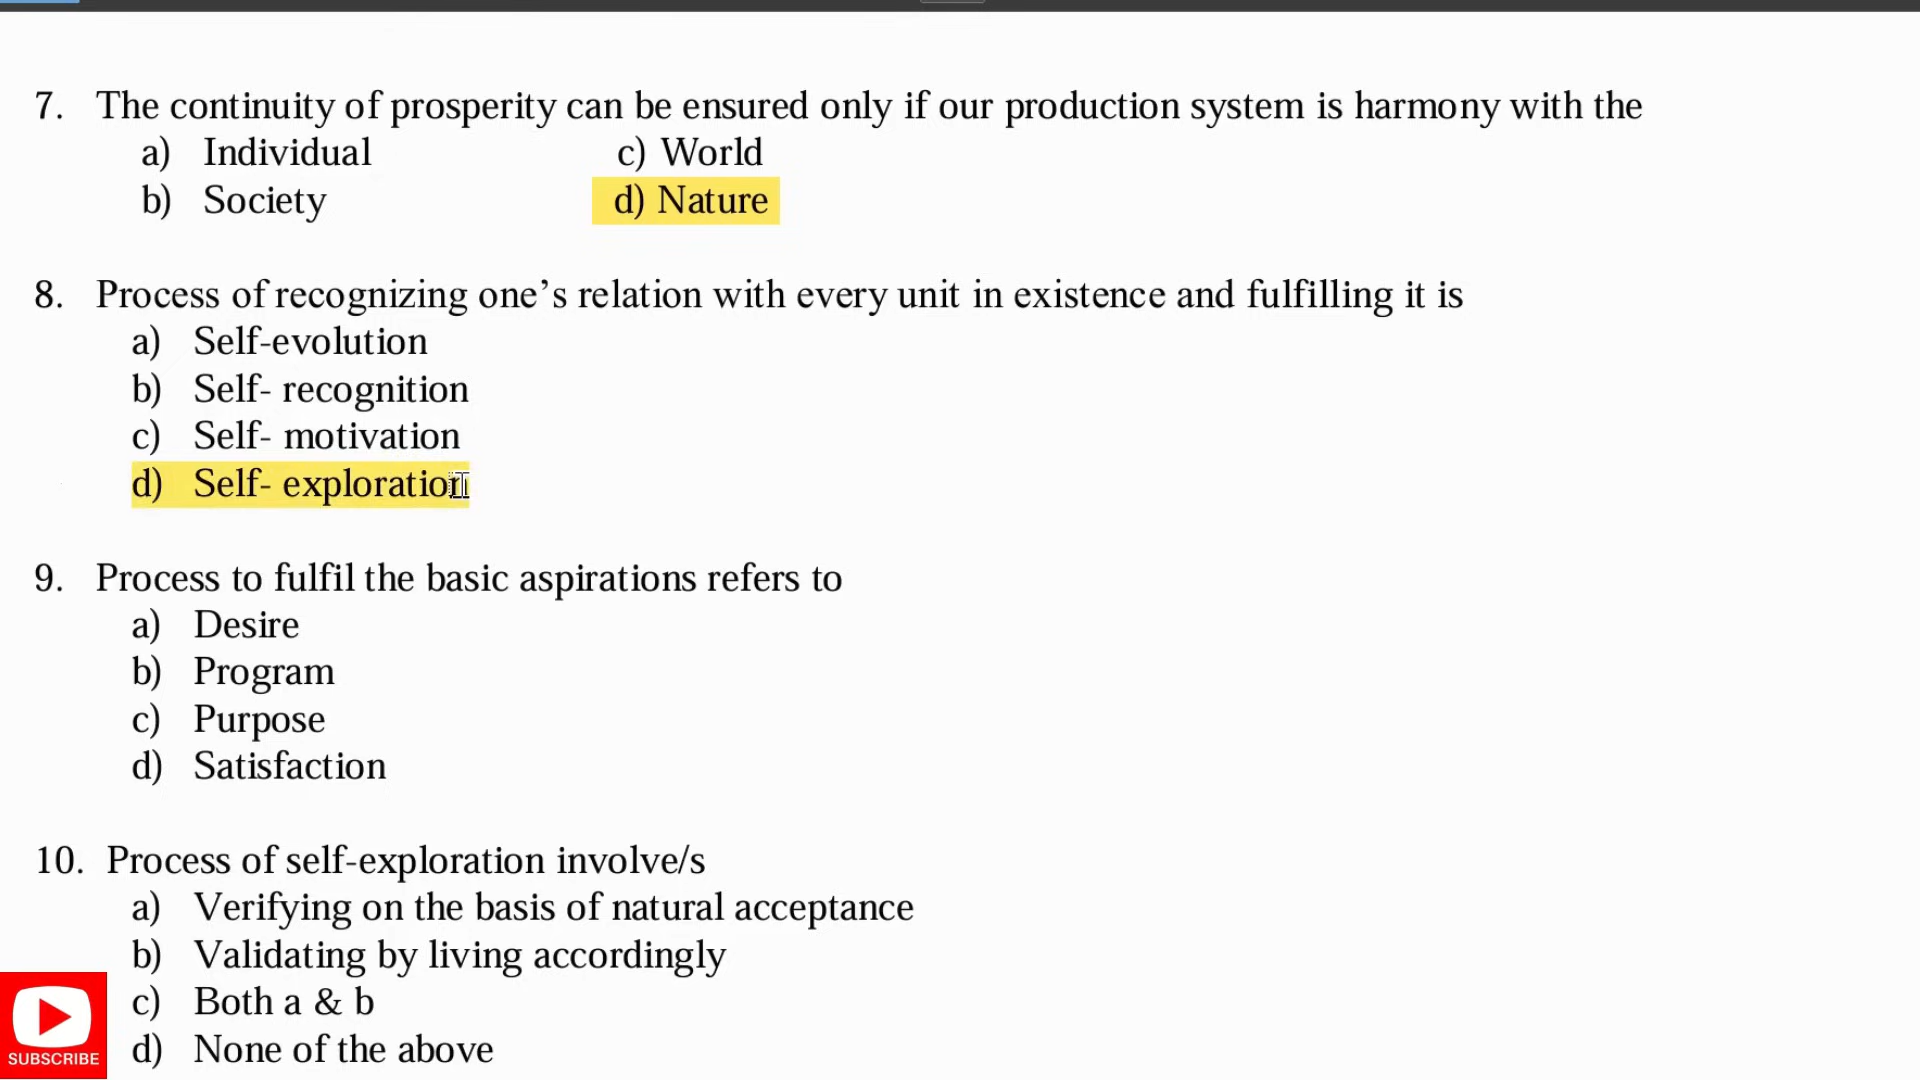 7. The continuity of prosperity can be ensured only if our production system is harmony with the
a) Individual c) World
b) Society d) Nature
8. Process of recognizing one’s relation with every unit in existence and fulfilling it is
a) Self-evolution
b) Self- recognition
c) Self- motivation
d) Self- exploration
9. Process to fulfil the basic aspirations refers to
a) Desire
b) Program
c) Purpose
d) Satisfaction
10. Process of self-exploration involve/s
a) Verifying on the basis of natural acceptance
b) Validating by living accordingly
c) Both a & b
d) None of the above
SUBSCRIBE